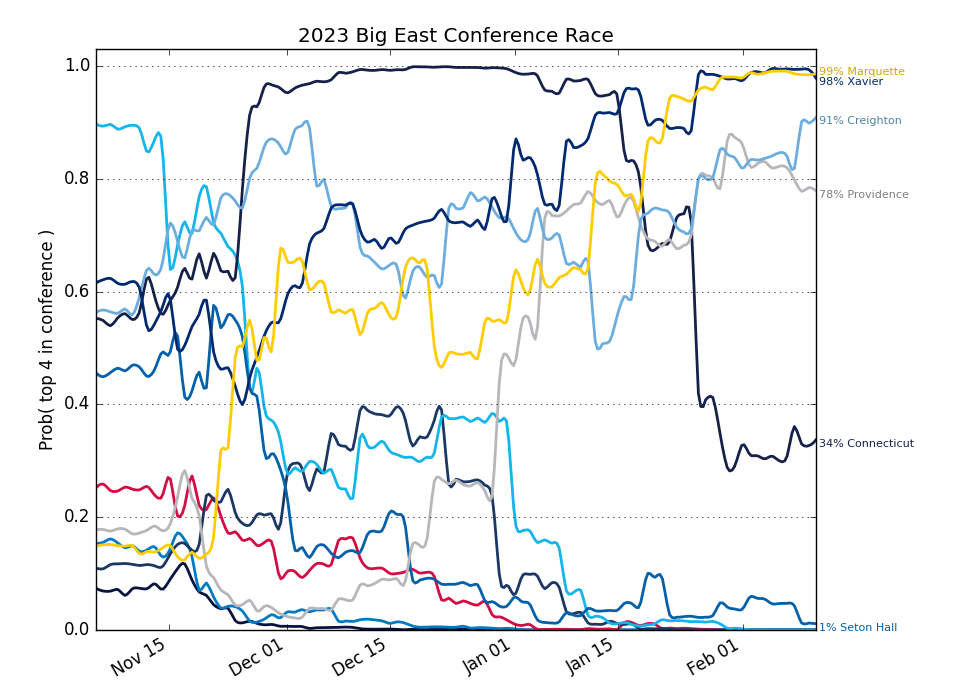 2023 Big East Conference Race
Prob( top 4 in conference )
1.0
0.8
0.6
0.4
0.2
0.0
99% Marquette
98% Xavier
91% Creighton
78% Providence
34% Connecticut
1% Seton Hall
Nov 15
Dec 01
Dec 15
Jan 01
Jan 15
Feb 01